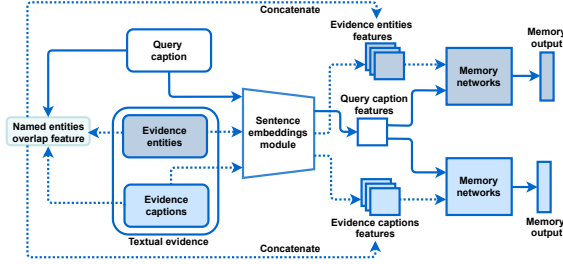 Concatenate
Evidence entities
features
Memory
output
Query
caption
Memory
networks
Named entities
overlap feature
Evidence
entities
Sentence
embeddings
module
Query caption
features
Evidence
captions
Memory
networks
Textual evidence
Evidence captions
features
Memory
output
Concatenate